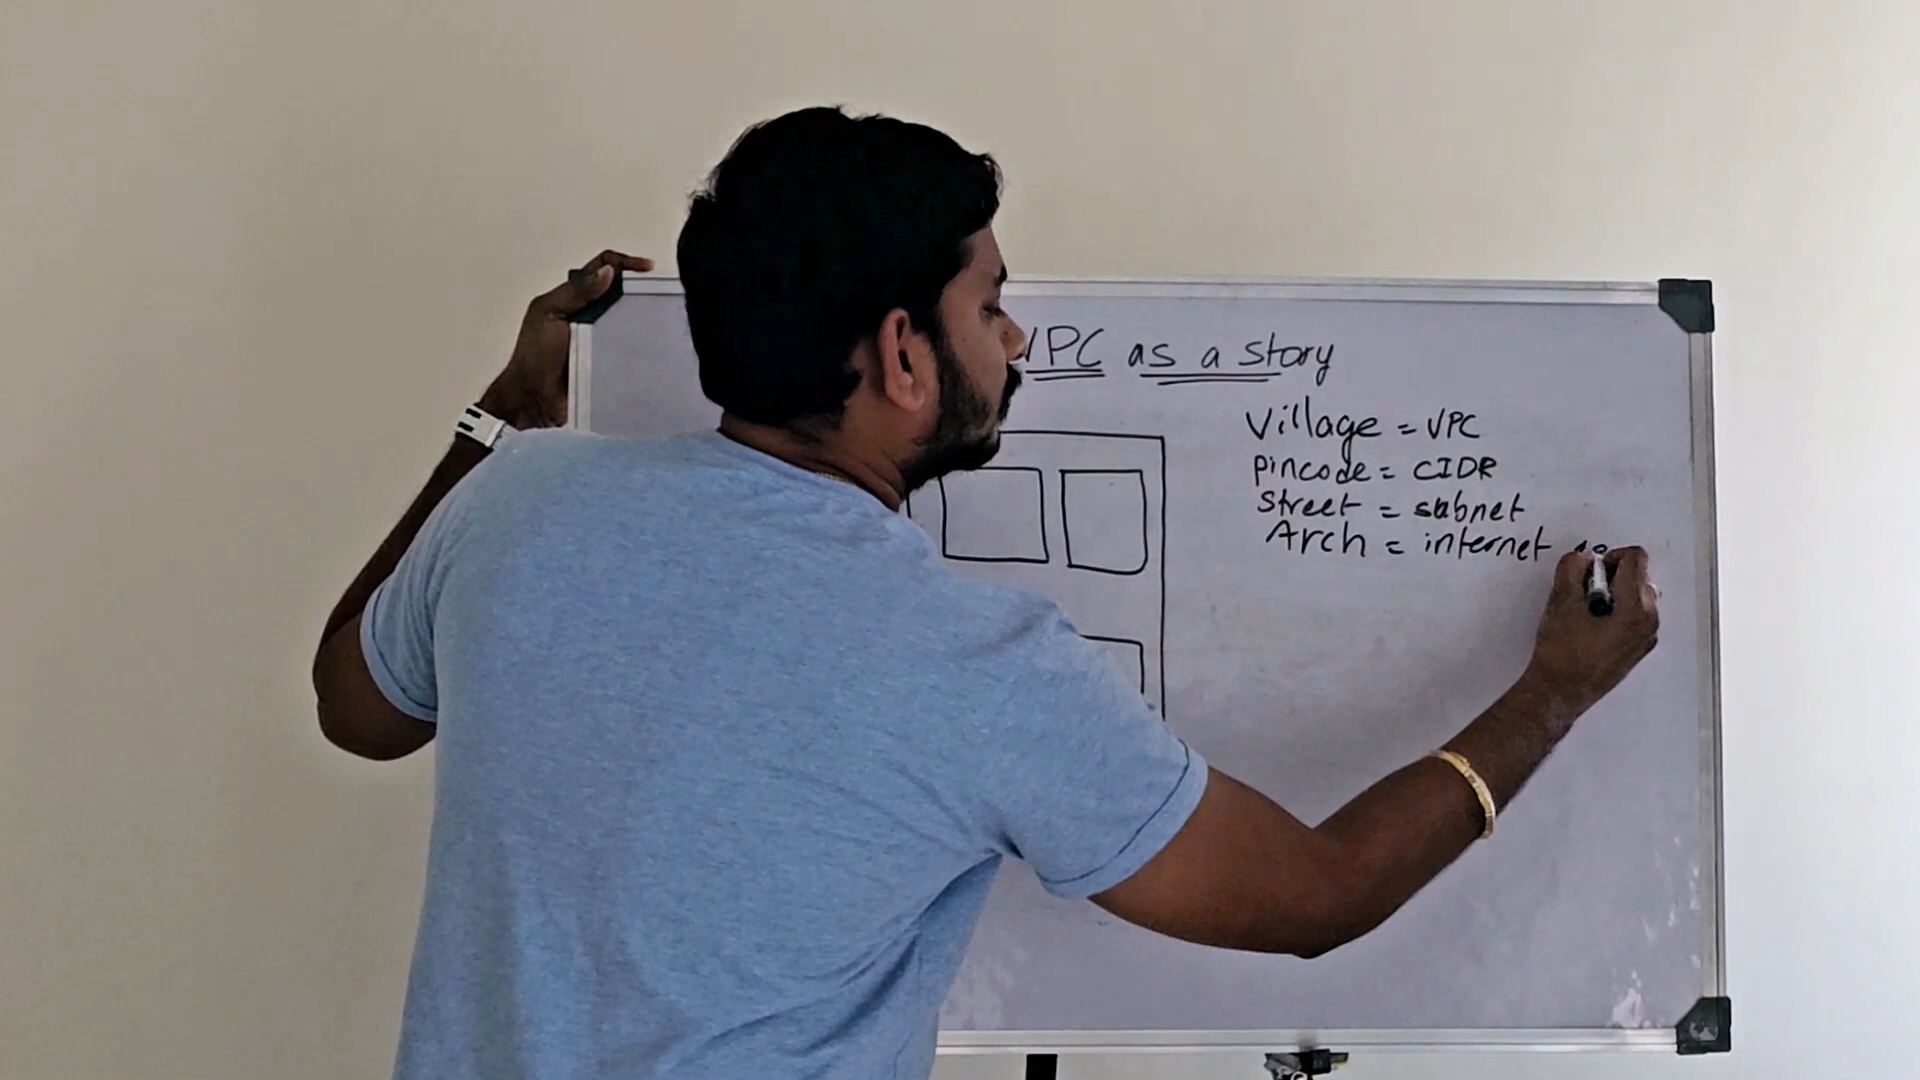 VPC as a story
Village = VPC
Pincode = CIDR
Street = subnet
Arch = internet